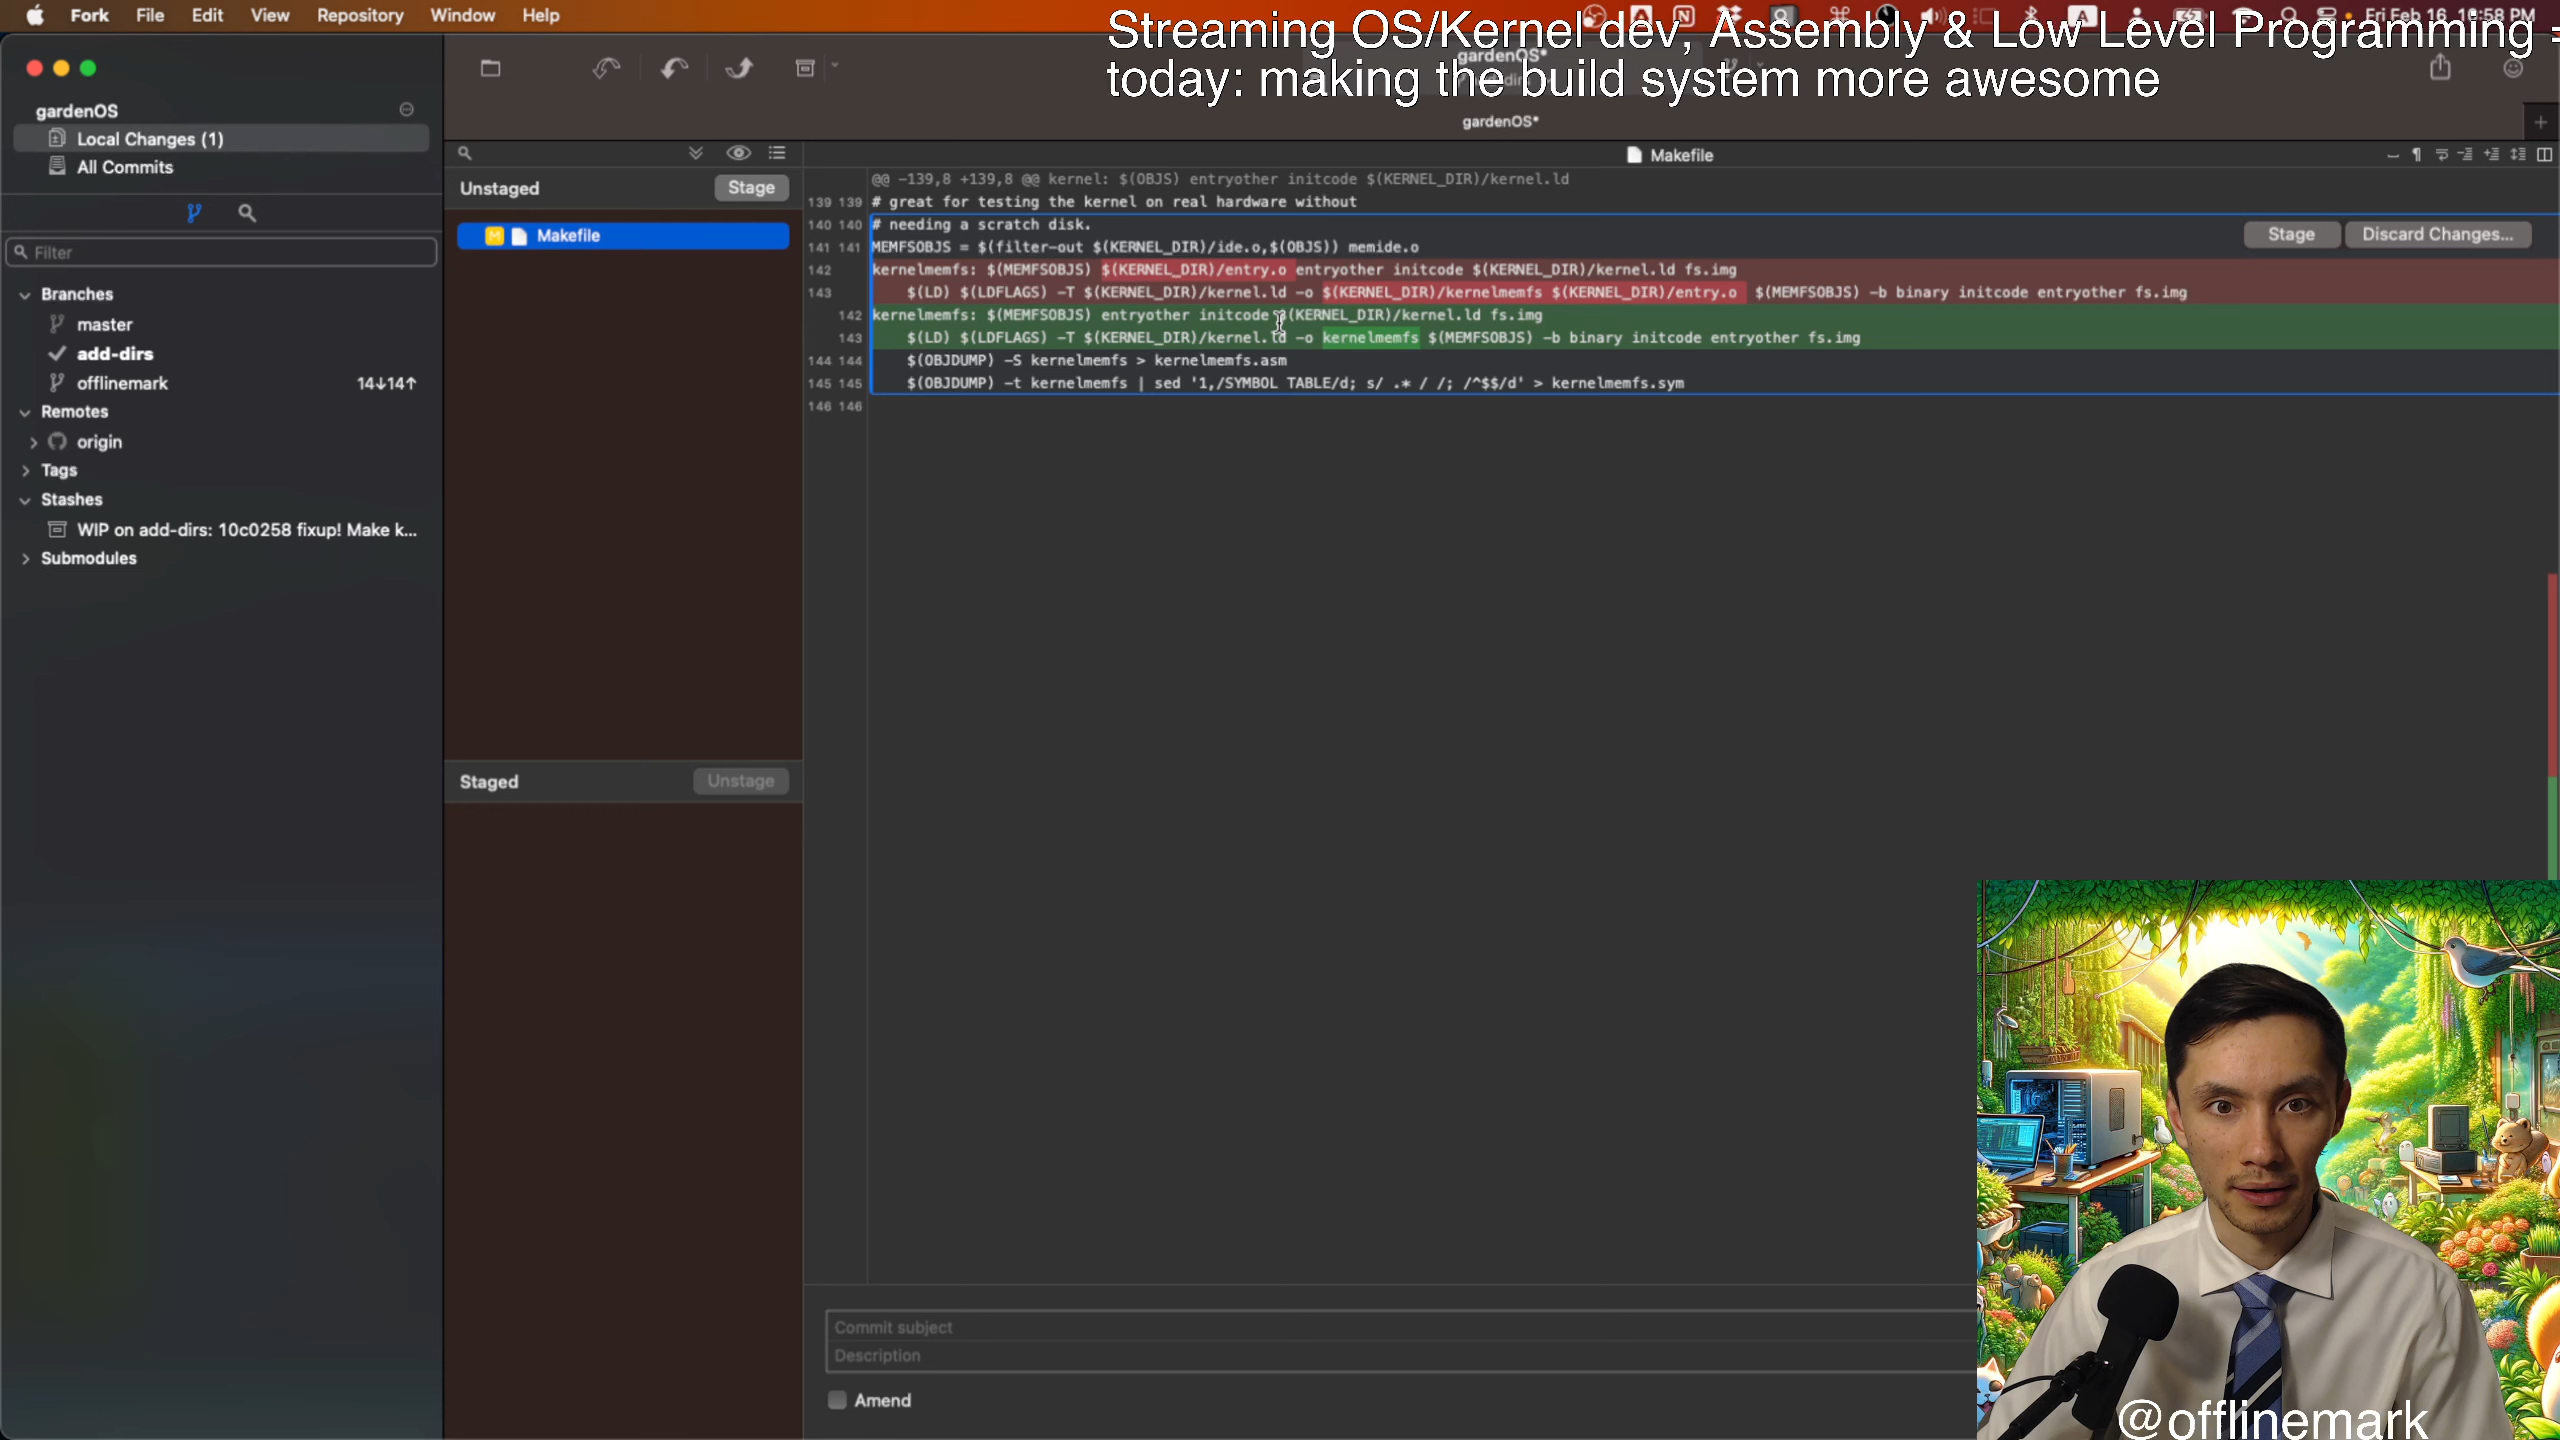 Fork File Edit View Repository Window Help
Fri Feb 16 10:58 PM
Streaming OS/Kernel dev, Assembly & Low Level Programming =
today: making the build system more awesome
gardenOS*
gardenOS*
gardenOS
Local Changes (1)
All Commits
Filter
Branches
master
add-dirs
offlinemark 14↓14↑
Remotes
origin
Tags
Stashes
WIP on add-dirs: 10c0258 fixup! Make k...
Submodules
Unstaged Stage
Makefile
Staged Unstage
Makefile
@@ -139,8 +139,8 @@ kernel: $(OBJS) entryother initcode $(KERNEL_DIR)/kernel.ld
139 139 # great for testing the kernel on real hardware without
140 140 # needing a scratch disk.
Stage Discard Changes...
141 141 MEMFSOBJS = $(filter-out $(KERNEL_DIR)/ide.o,$(OBJS)) memide.o
142 kernelmemfs: $(MEMFSOBJS) $(KERNEL_DIR)/entry.o entryother initcode $(KERNEL_DIR)/kernel.ld fs.img
143 $(LD) $(LDFLAGS) -T $(KERNEL_DIR)/kernel.ld -o $(KERNEL_DIR)/kernelmemfs $(KERNEL_DIR)/entry.o $(MEMFSOBJS) -b binary initcode entryother fs.img
142 kernelmemfs: $(MEMFSOBJS) entryother initcode $(KERNEL_DIR)/kernel.ld fs.img
143 $(LD) $(LDFLAGS) -T $(KERNEL_DIR)/kernel.ld -o kernelmemfs $(MEMFSOBJS) -b binary initcode entryother fs.img
144 144 $(OBJDUMP) -S kernelmemfs > kernelmemfs.asm
145 145 $(OBJDUMP) -t kernelmemfs | sed '1,/SYMBOL TABLE/d; s/ .* / /; /^$$/d' > kernelmemfs.sym
146 146
Commit subject
Description
Amend
@offlinemark